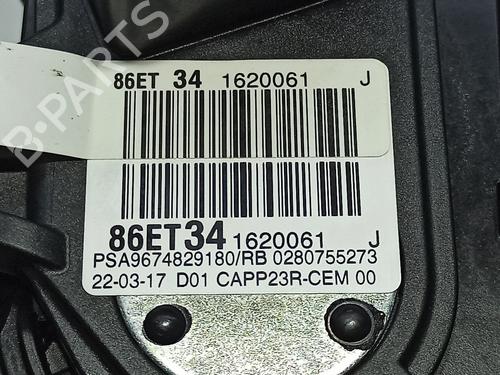 86ET 34 1620061 J
86ET34 1620061 J
PSA9674829180/RB 0280755273
22-03-17 D01 CAPP23R-CEM 00
B-PARTS